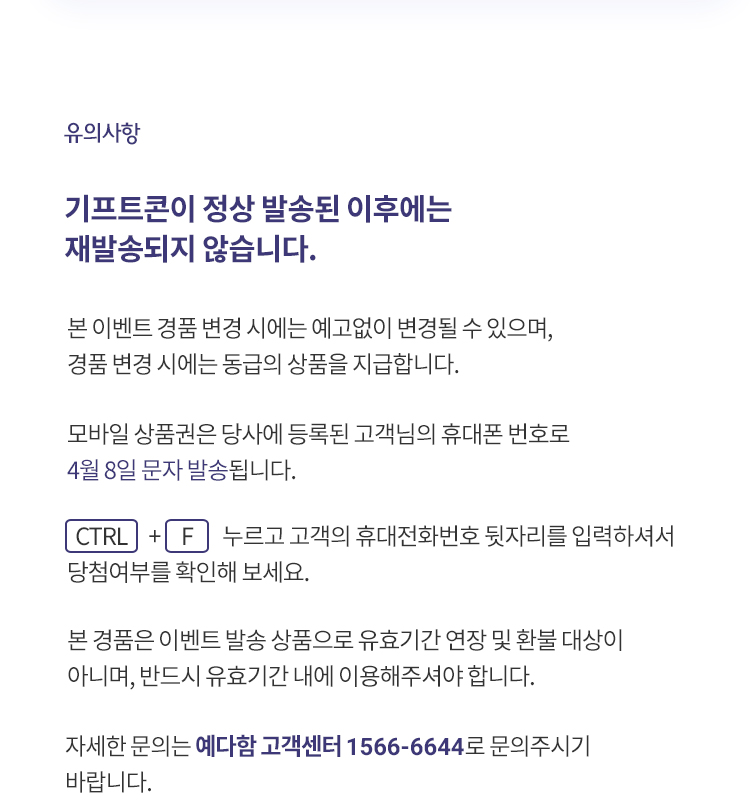 유의사항
기프트콘이 정상 발송된 이후에는
재발송되지 않습니다.
본 이벤트 경품 변경 시에는 예고없이 변경될 수 있으며,
경품 변경 시에는 동급의 상품을 지급합니다.
모바일 상품권은 당사에 등록된 고객님의 휴대폰 번호로
4월 8일 문자 발송됩니다.
CTRL + F 누르고 고객의 휴대전화번호 뒷자리를 입력하셔서
당첨여부를 확인해 보세요.
본 경품은 이벤트 발송 상품으로 유효기간 연장 및 환불 대상이
아니며, 반드시 유효기간 내에 이용해주셔야 합니다.
자세한 문의는 예다함 고객센터 1566-6644로 문의주시기
바랍니다.